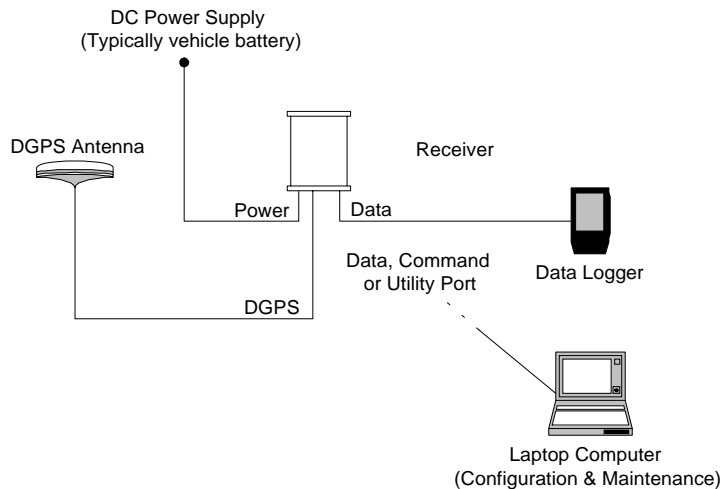 DC Power Supply
(Typically vehicle battery)
DGPS Antenna
Receiver
Power
Data
Data, Command
or Utility Port
Data Logger
DGPS
Laptop Computer
(Configuration & Maintenance)